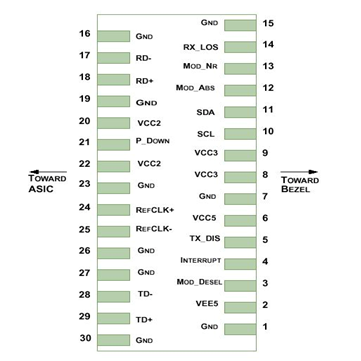 GND 15
16 GND
RX_LOS 14
17 RD-
MOD_NR 13
18 RD+
MOD_ABS 12
19 GND
SDA 11
20 VCC2
SCL 10
21 P_DOWN
VCC3 9
22 VCC2
TOWARD ASIC
VCC3 8
TOWARD BEZEL
23 GND
GND 7
24 REFCLK+
VCC5 6
25 REFCLK-
TX_DIS 5
26 GND
INTERRUPT 4
27 GND
MOD_DESEL 3
28 TD-
VEE5 2
29 TD+
GND 1
30 GND